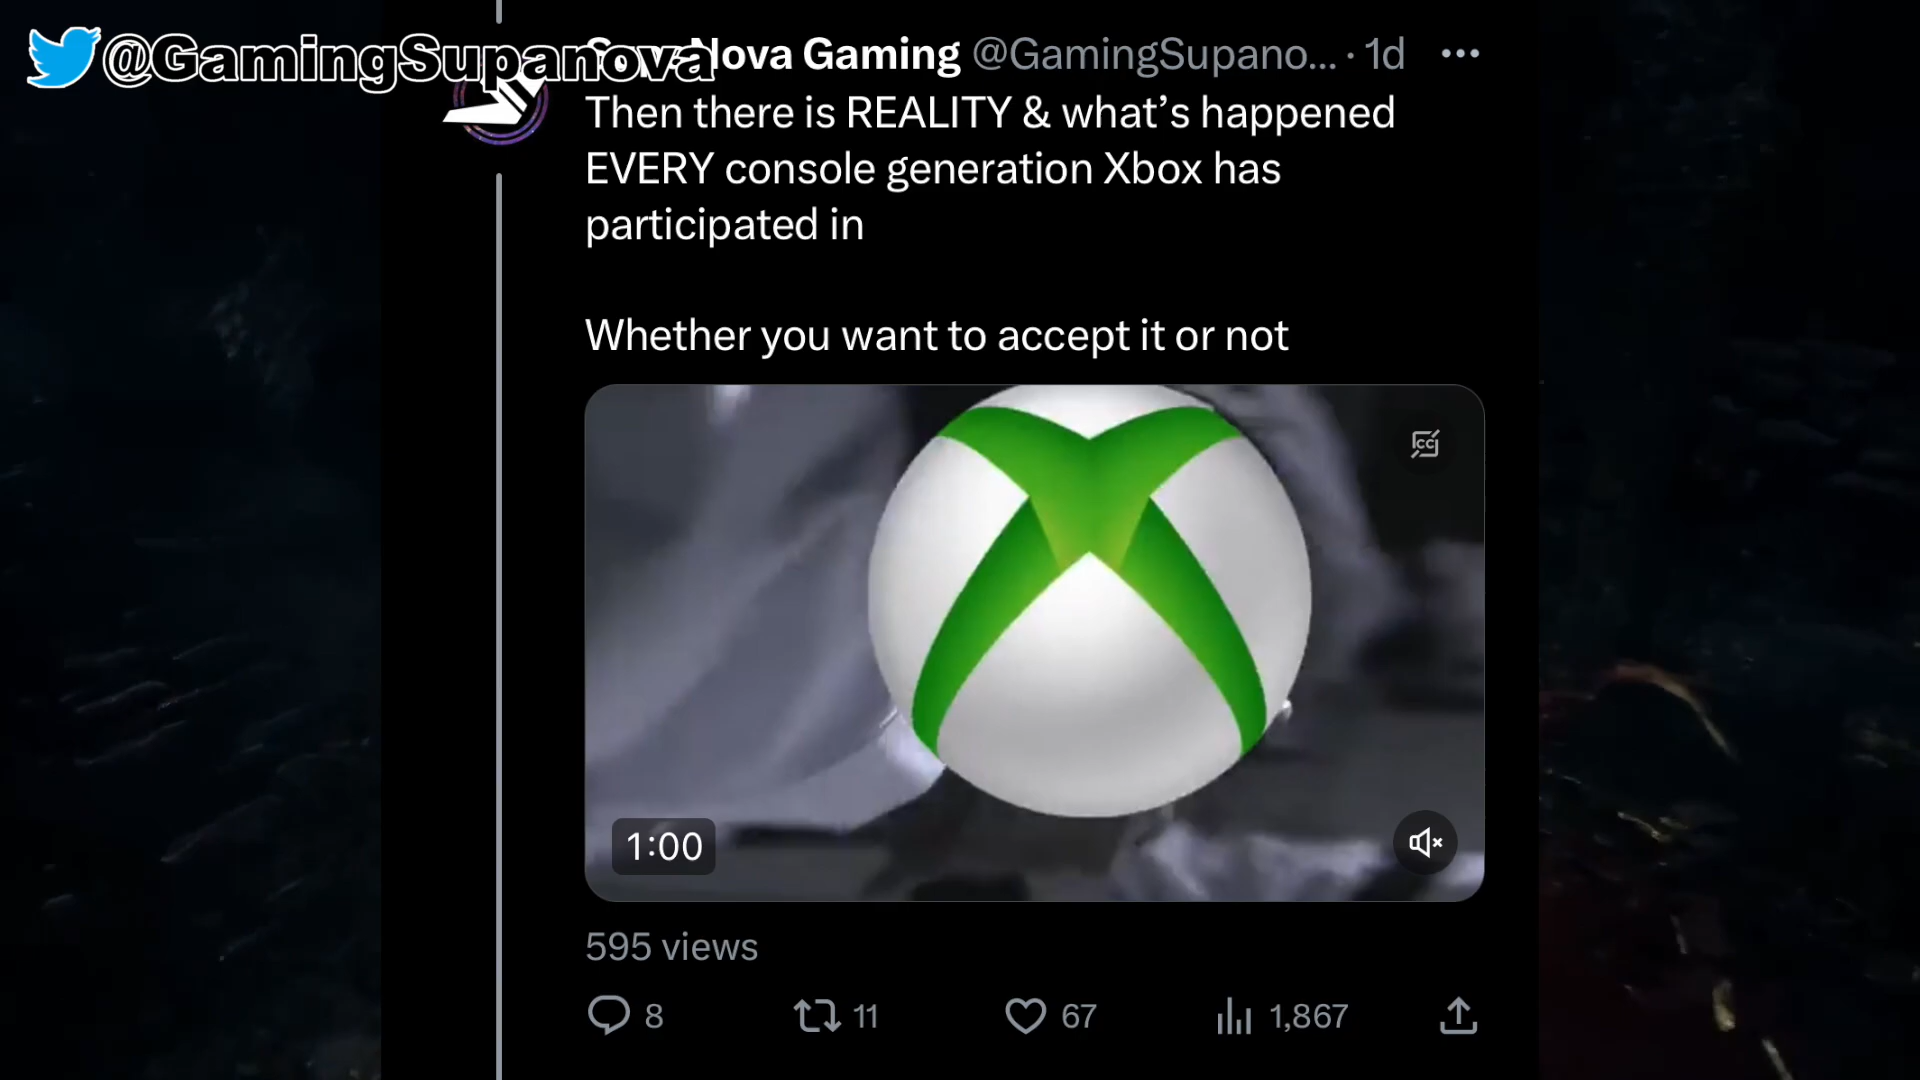 @GamingSupanova
Nova Gaming @GamingSupano... · 1d
Then there is REALITY & what’s happened
EVERY console generation Xbox has
participated in
Whether you want to accept it or not
CC
1:00
595 views
8 11 67 1,867